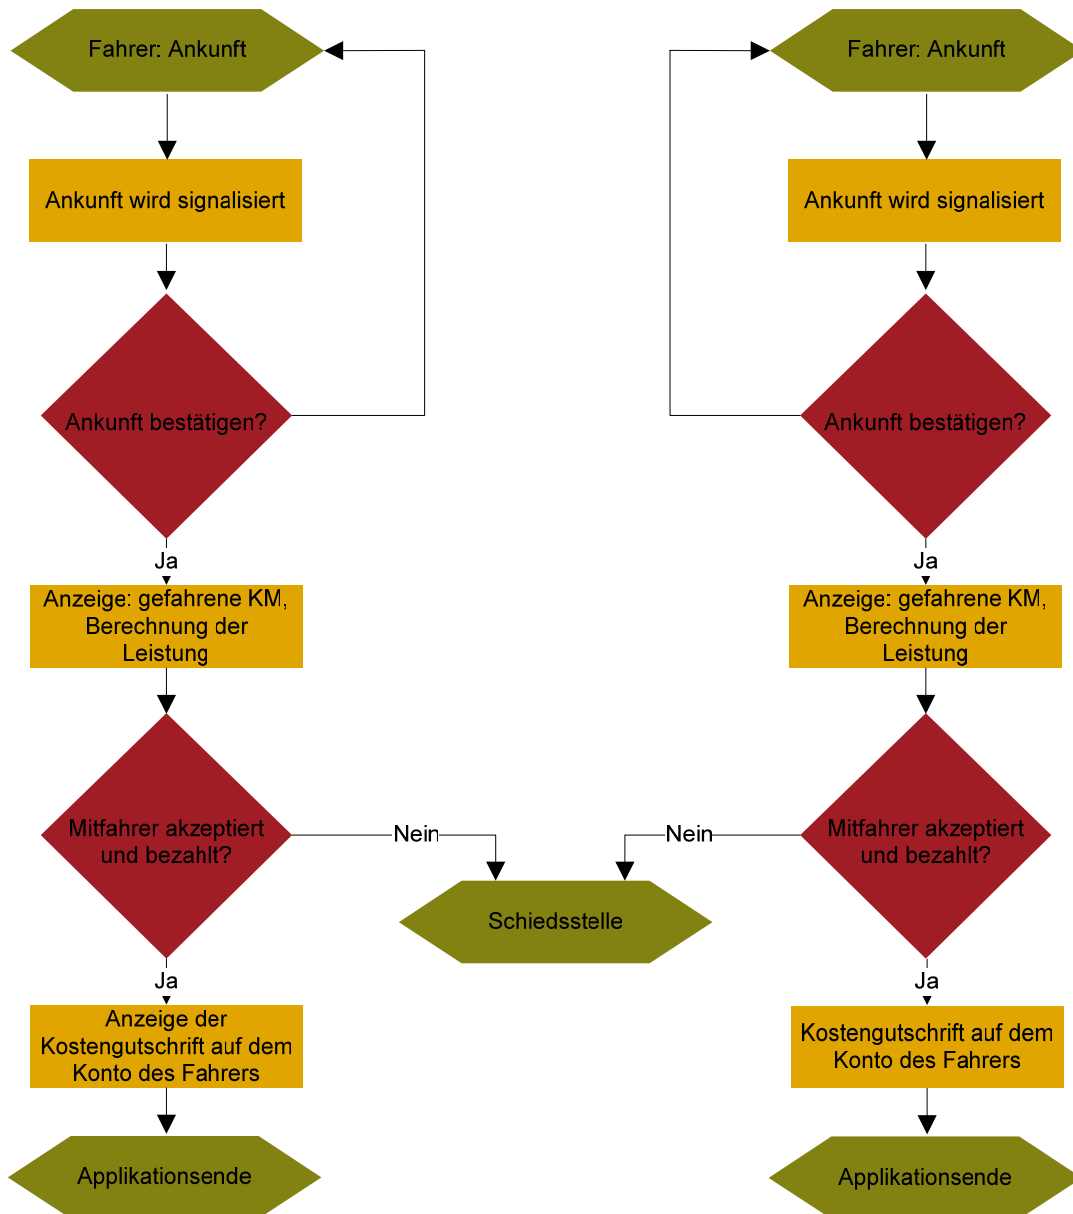 Fahrer: Ankunft
Ankunft wird signalisiert
Ankunft bestätigen?
Ja
Anzeige: gefahrene KM,
Berechnung der
Leistung
Mitfahrer akzeptiert
und bezahlt?
Nein
Ja
Anzeige der
Kostengutschrift auf dem
Konto des Fahrers
Applikationsende
Schiedsstelle
Fahrer: Ankunft
Ankunft wird signalisiert
Ankunft bestätigen?
Ja
Anzeige: gefahrene KM,
Berechnung der
Leistung
Mitfahrer akzeptiert
und bezahlt?
Nein
Ja
Kostengutschrift auf dem
Konto des Fahrers
Applikationsende